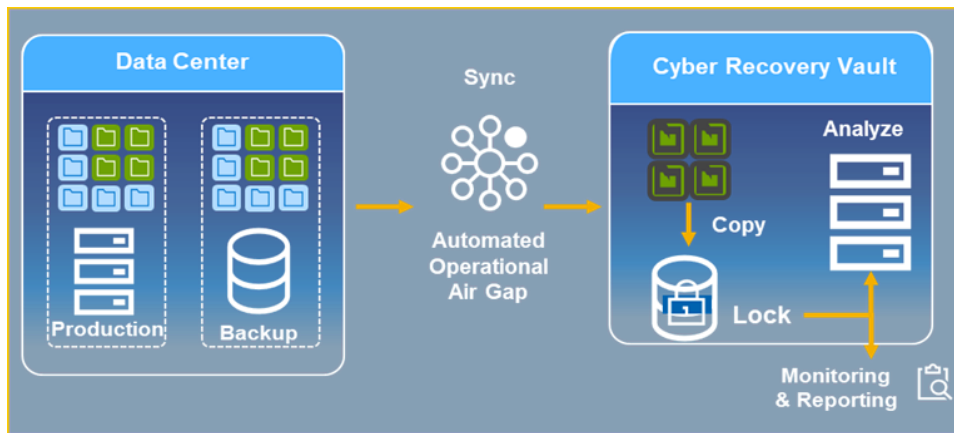 Data Center
Production
Backup
Sync
Automated
Operational
Air Gap
Cyber Recovery Vault
Analyze
Copy
Lock
Monitoring
& Reporting